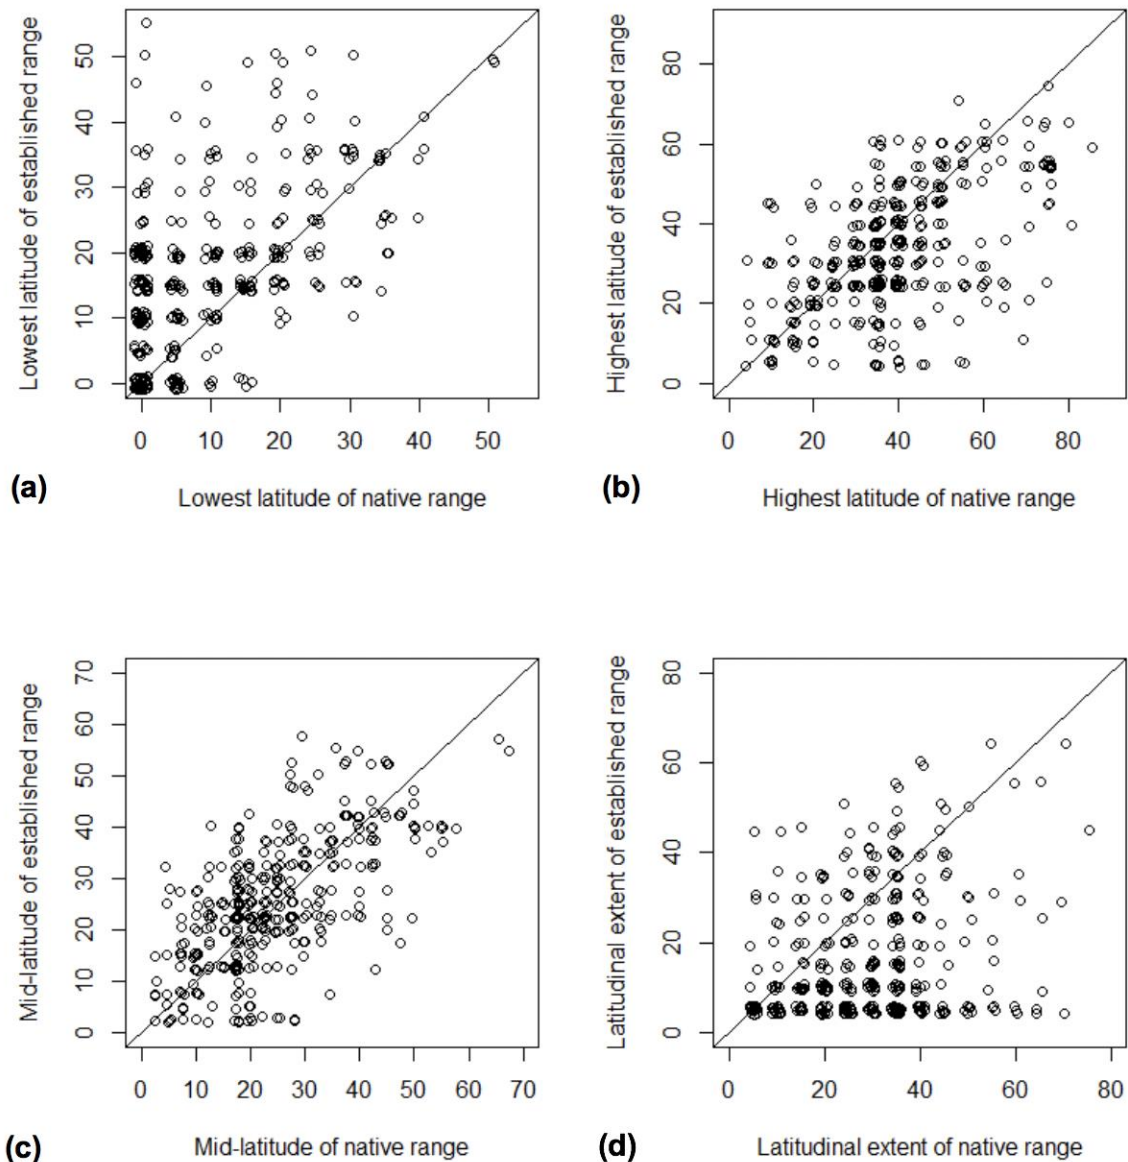 Lowest latitude of established range
50
40
30
20
10
0
0 10 20 30 40 50
(a) Lowest latitude of native range
Highest latitude of established range
80
60
40
20
0
0 20 40 60 80
(b) Highest latitude of native range
Mid-latitude of established range
70
60
50
40
30
20
10
0
0 10 20 30 40 50 60 70
(c) Mid-latitude of native range
Latitudinal extent of established range
80
60
40
20
0
0 20 40 60 80
(d) Latitudinal extent of native range